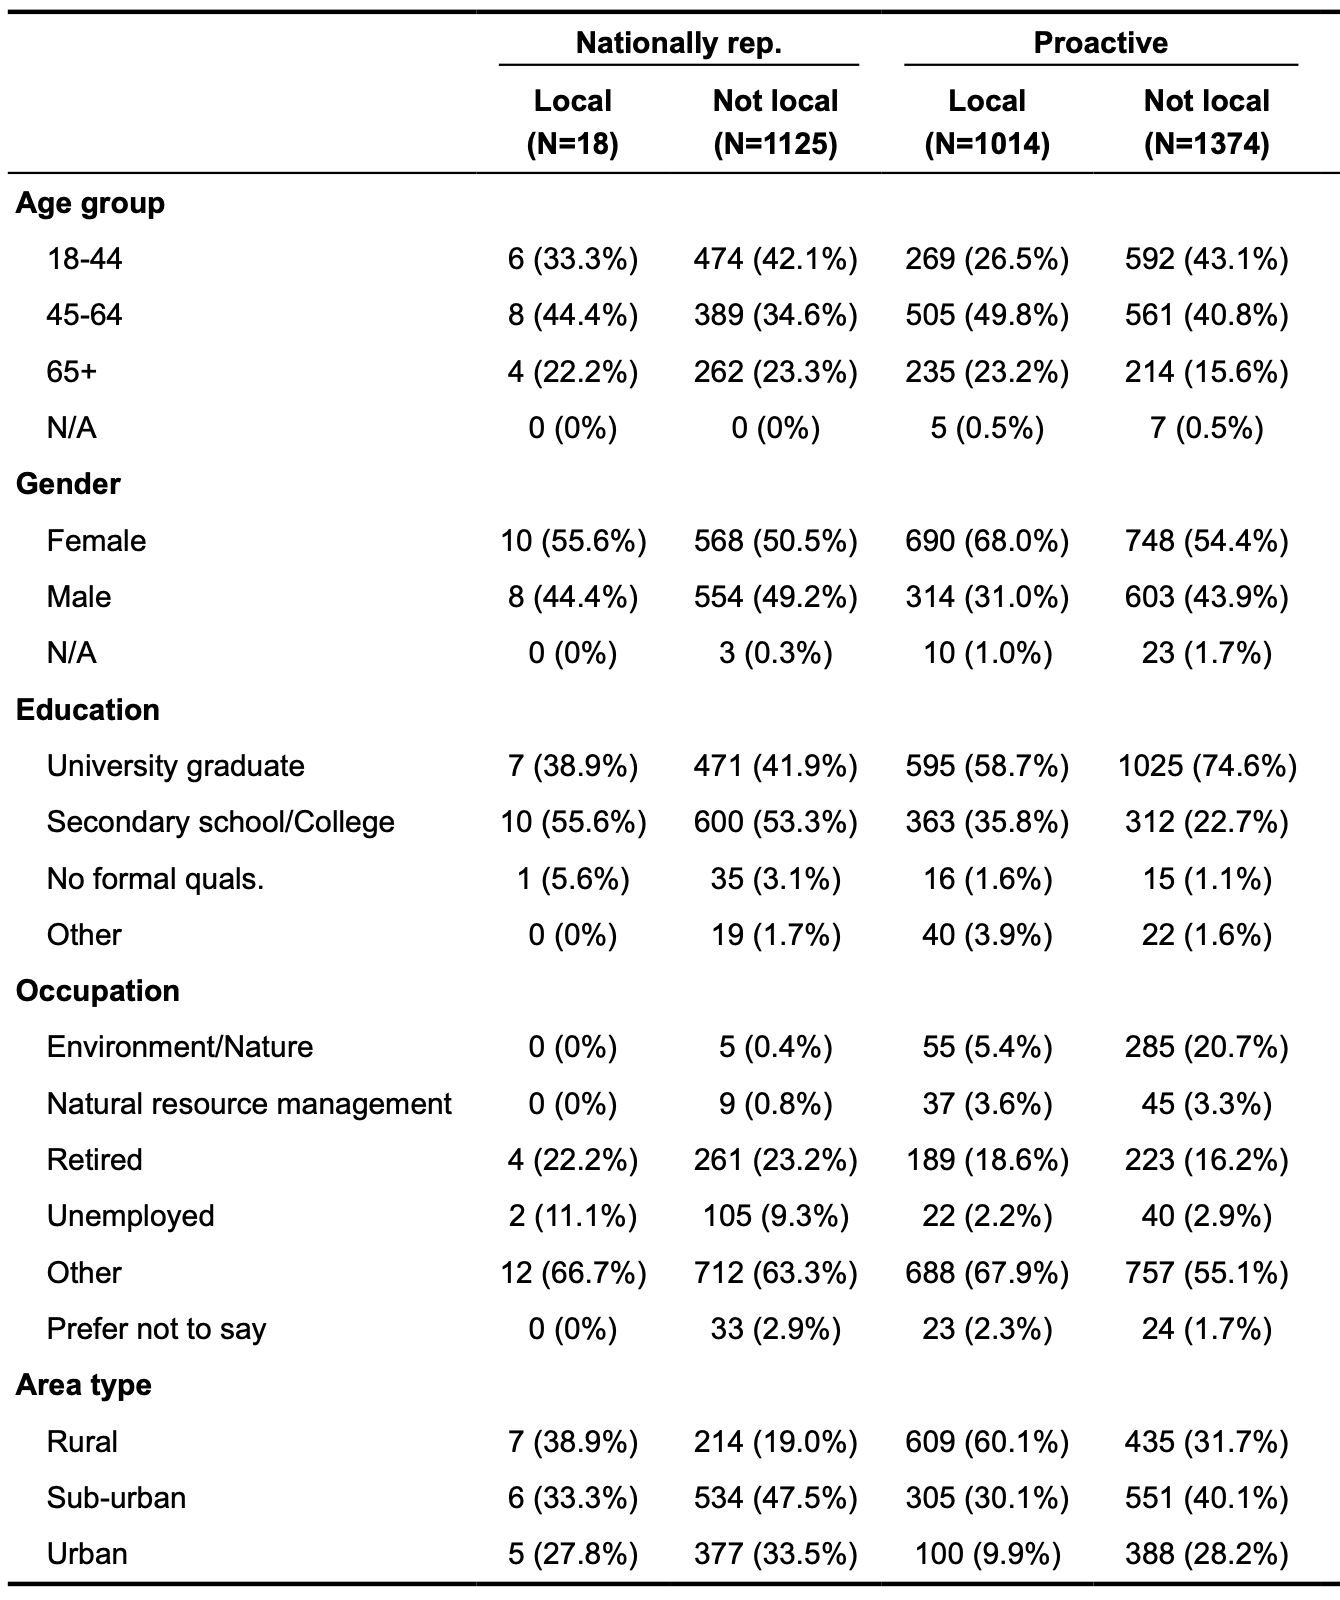 Nationally rep. Proactive
Local Not local Local Not local
(N=18) (N=1125) (N=1014) (N=1374)
Age group
18-44 6 (33.3%) 474 (42.1%) 269 (26.5%) 592 (43.1%)
45-64 8 (44.4%) 389 (34.6%) 505 (49.8%) 561 (40.8%)
65+ 4 (22.2%) 262 (23.3%) 235 (23.2%) 214 (15.6%)
N/A 0 (0%) 0 (0%) 5 (0.5%) 7 (0.5%)
Gender
Female 10 (55.6%) 568 (50.5%) 690 (68.0%) 748 (54.4%)
Male 8 (44.4%) 554 (49.2%) 314 (31.0%) 603 (43.9%)
N/A 0 (0%) 3 (0.3%) 10 (1.0%) 23 (1.7%)
Education
University graduate 7 (38.9%) 471 (41.9%) 595 (58.7%) 1025 (74.6%)
Secondary school/College 10 (55.6%) 600 (53.3%) 363 (35.8%) 312 (22.7%)
No formal quals. 1 (5.6%) 35 (3.1%) 16 (1.6%) 15 (1.1%)
Other 0 (0%) 19 (1.7%) 40 (3.9%) 22 (1.6%)
Occupation
Environment/Nature 0 (0%) 5 (0.4%) 55 (5.4%) 285 (20.7%)
Natural resource management 0 (0%) 9 (0.8%) 37 (3.6%) 45 (3.3%)
Retired 4 (22.2%) 261 (23.2%) 189 (18.6%) 223 (16.2%)
Unemployed 2 (11.1%) 105 (9.3%) 22 (2.2%) 40 (2.9%)
Other 12 (66.7%) 712 (63.3%) 688 (67.9%) 757 (55.1%)
Prefer not to say 0 (0%) 33 (2.9%) 23 (2.3%) 24 (1.7%)
Area type
Rural 7 (38.9%) 214 (19.0%) 609 (60.1%) 435 (31.7%)
Sub-urban 6 (33.3%) 534 (47.5%) 305 (30.1%) 551 (40.1%)
Urban 5 (27.8%) 377 (33.5%) 100 (9.9%) 388 (28.2%)